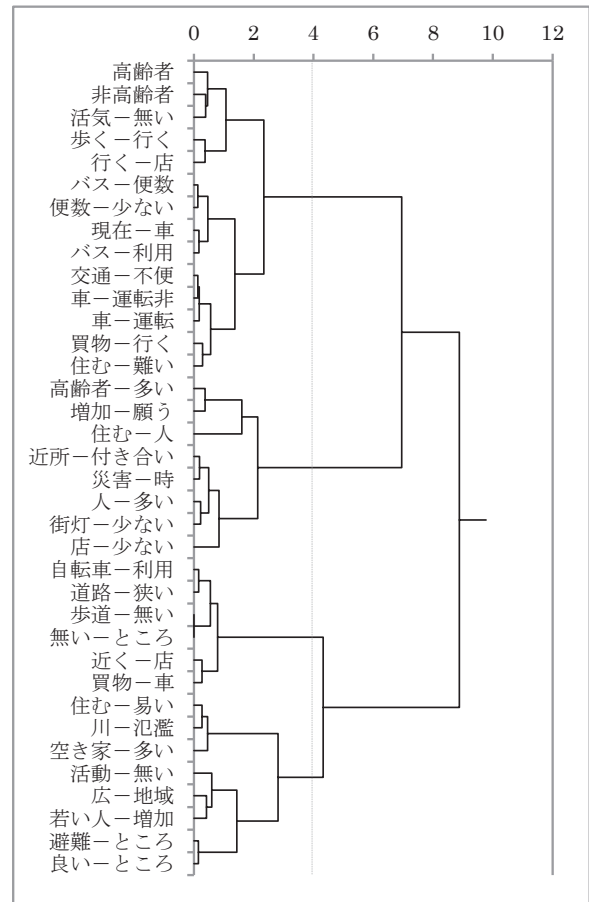 0 2 4 6 8 10 12
高齢者
非高齢者
活気－無い
歩く－行く
行く－店
バス－便数
便数－少ない
現在－車
バス－利用
交通－不便
車－運転非
車－運転
買物－行く
住む－難い
高齢者－多い
増加－願う
住む－人
近所－付き合い
災害－時
人－多い
街灯－少ない
店－少ない
自転車－利用
道路－狭い
歩道－無い
無い－ところ
近く－店
買物－車
住む－易い
川－氾濫
空き家－多い
活動－無い
広－地域
若い人－増加
避難－ところ
良い－ところ